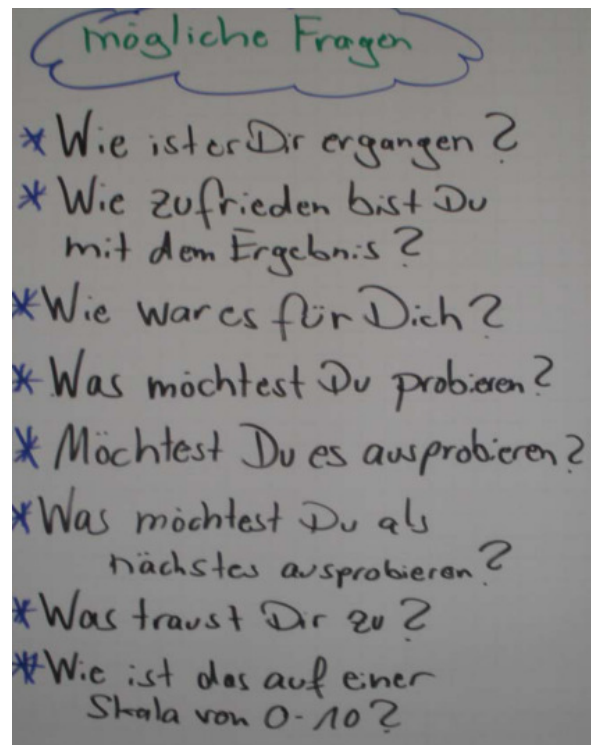 mögliche Fragen
* Wie ist es Dir ergangen?
* Wie zufrieden bist Du
mit dem Ergebnis?
* Wie war es für Dich?
* Was möchtest Du probieren?
* Möchtest Du es ausprobieren?
* Was möchtest Du als
nächstes ausprobieren?
* Was traust Dir zu?
* Wie ist das auf einer
Skala von 0-10?